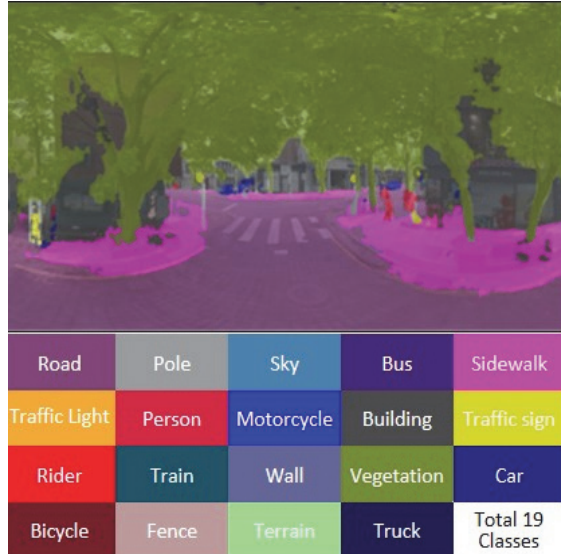 Road Pole Sky Bus Sidewalk
Traffic Light Person Motorcycle Building Traffic sign
Rider Train Wall Vegetation Car
Bicycle Fence Terrain Truck Total 19
Classes